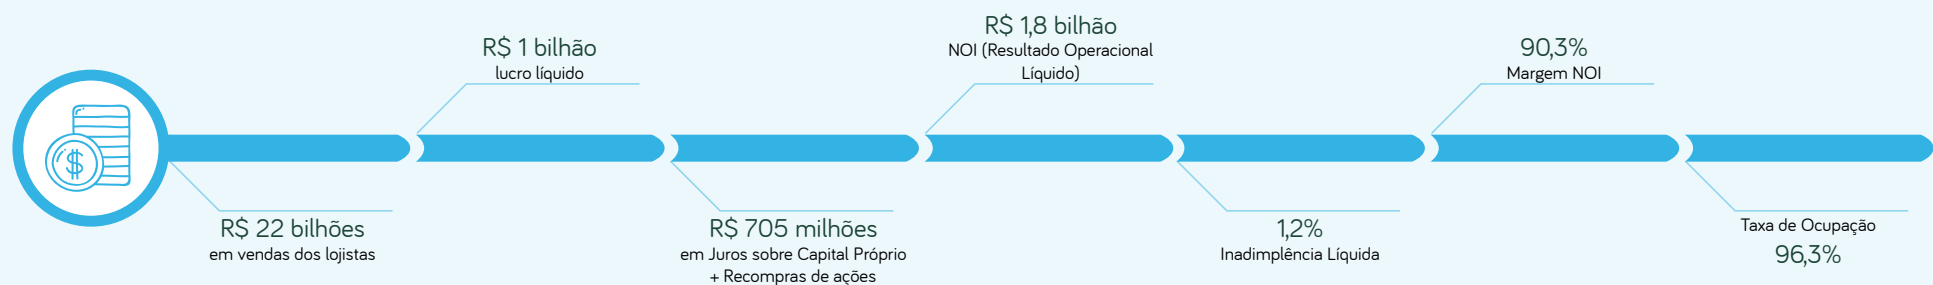 R$ 22 bilhões
em vendas dos lojistas
R$ 1 bilhão
lucro líquido
R$ 705 milhões
em Juros sobre Capital Próprio
+ Recompras de ações
R$ 1,8 bilhão
NOI (Resultado Operacional
Líquido)
1,2%
Inadimplência Líquida
90,3%
Margem NOI
Taxa de Ocupação
96,3%